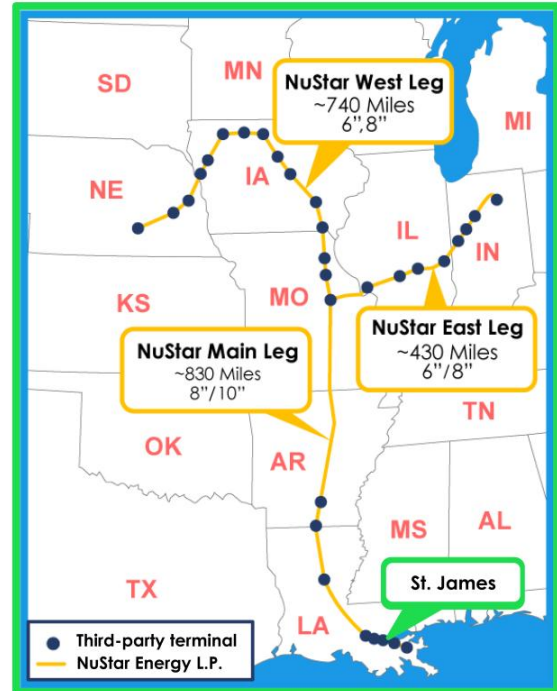 SD
MN
NuStar West Leg
~740 Miles
6”,8”
MI
NE
IA
IL
IN
KS
MO
NuStar Main Leg
~830 Miles
8”/10”
NuStar East Leg
~430 Miles
6”/8”
TN
OK
AR
MS
AL
TX
LA
St. James
Third-party terminal
NuStar Energy L.P.